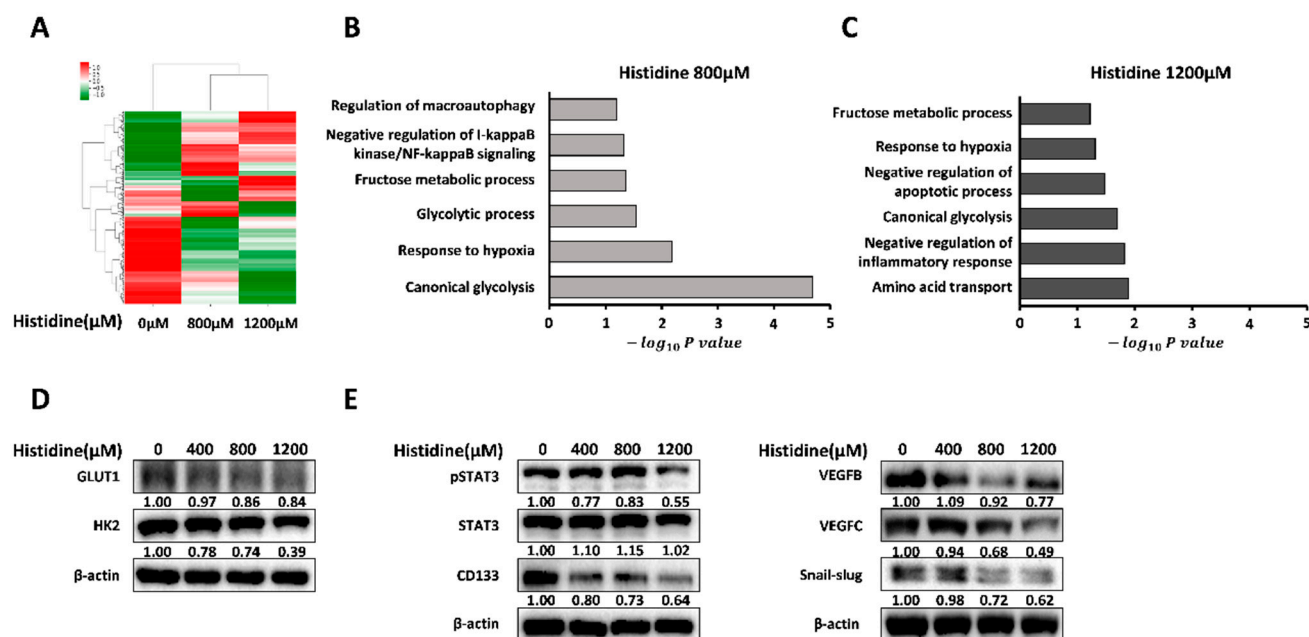 A
B
C
Histidine 800µM
Histidine 1200µM
Regulation of macroautophagy
Negative regulation of I-kappaB
kinase/NF-kappaB signaling
Fructose metabolic process
Glycolytic process
Response to hypoxia
Canonical glycolysis
0 1 2 3 4 5
− log₁₀ P value
Fructose metabolic process
Response to hypoxia
Negative regulation of
apoptotic process
Canonical glycolysis
Negative regulation of
inflammatory response
Amino acid transport
0 1 2 3 4 5
− log₁₀ P value
Histidine(µM) 0µM 800µM 1200µM
D
E
Histidine(µM) 0 400 800 1200
GLUT1
1.00 0.97 0.86 0.84
HK2
1.00 0.78 0.74 0.39
β-actin
Histidine(µM) 0 400 800 1200
pSTAT3
1.00 0.77 0.83 0.55
STAT3
1.00 1.10 1.15 1.02
CD133
1.00 0.80 0.73 0.64
β-actin
Histidine(µM) 0 400 800 1200
VEGFB
1.00 1.09 0.92 0.77
VEGFC
1.00 0.94 0.68 0.49
Snail-slug
1.00 0.98 0.72 0.62
β-actin